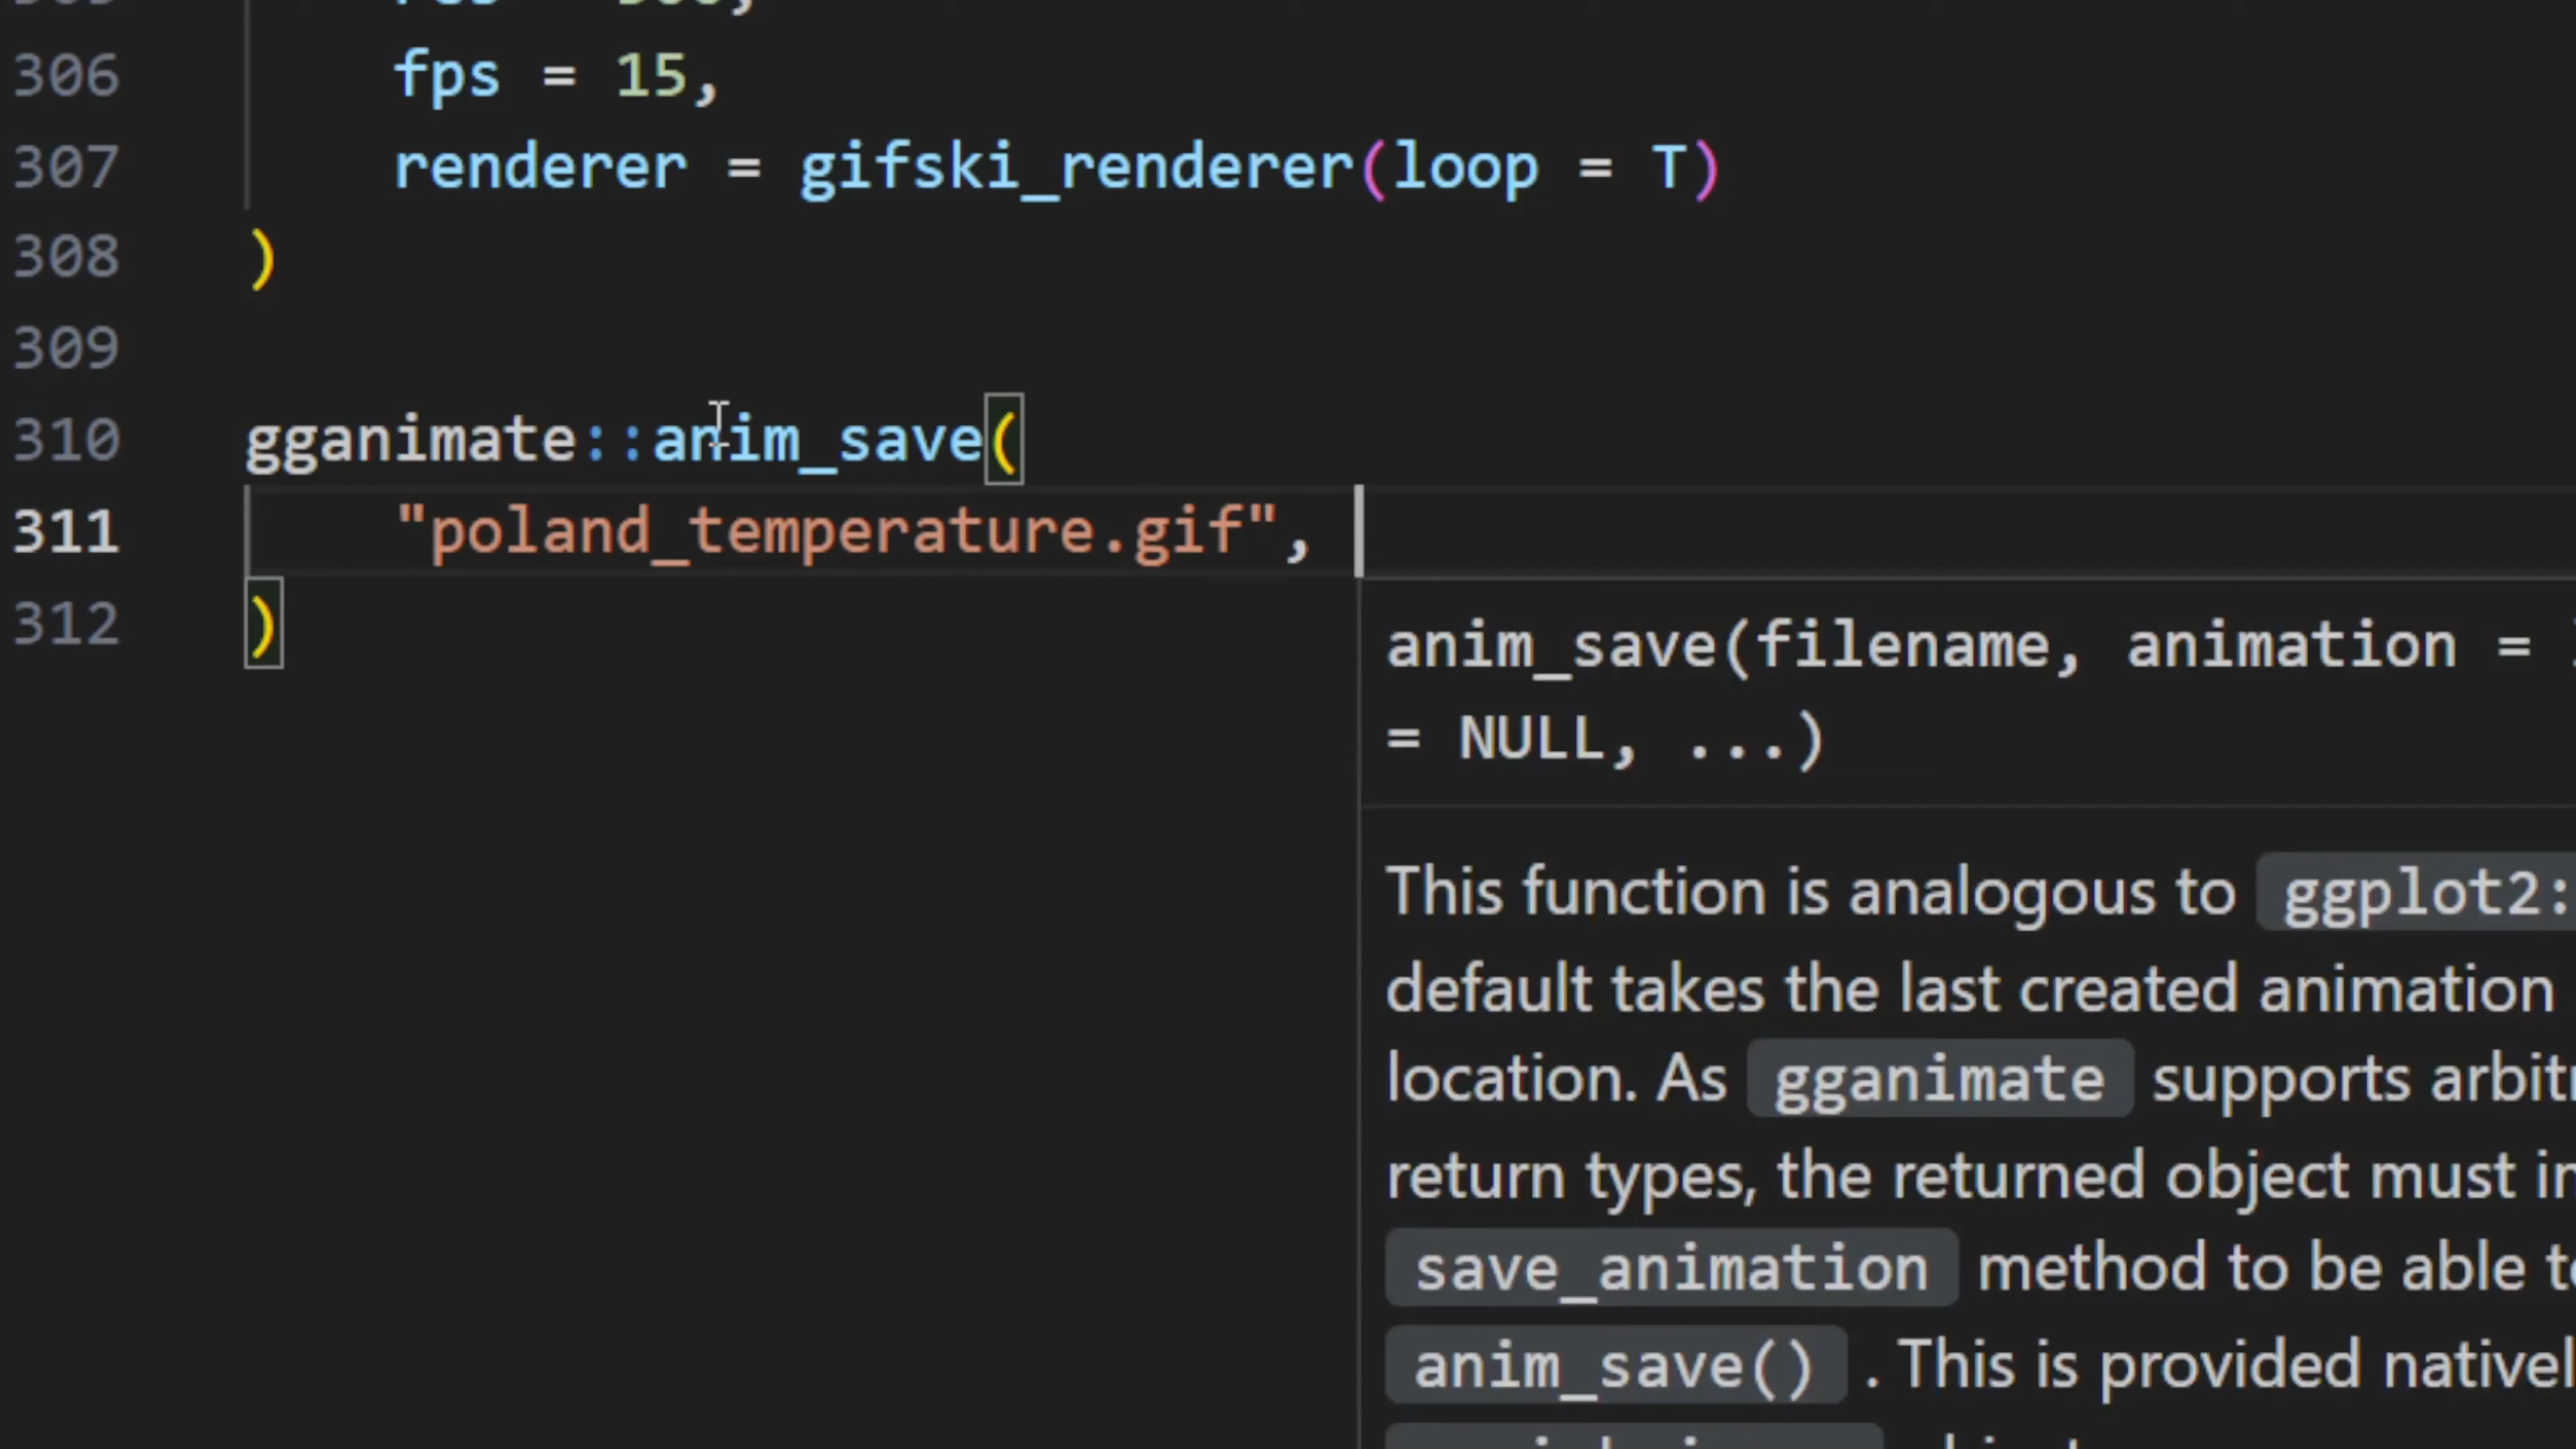 306 fps = 15,
307 renderer = gifski_renderer(loop = T)
308 )
309
310 gganimate::anim_save(
311 "poland_temperature.gif",
312 )
anim_save(filename, animation =
= NULL, ...)
This function is analogous to ggplot2:
default takes the last created animation
location. As gganimate supports arbit
return types, the returned object must
save_animation method to be able
anim_save() . This is provided native